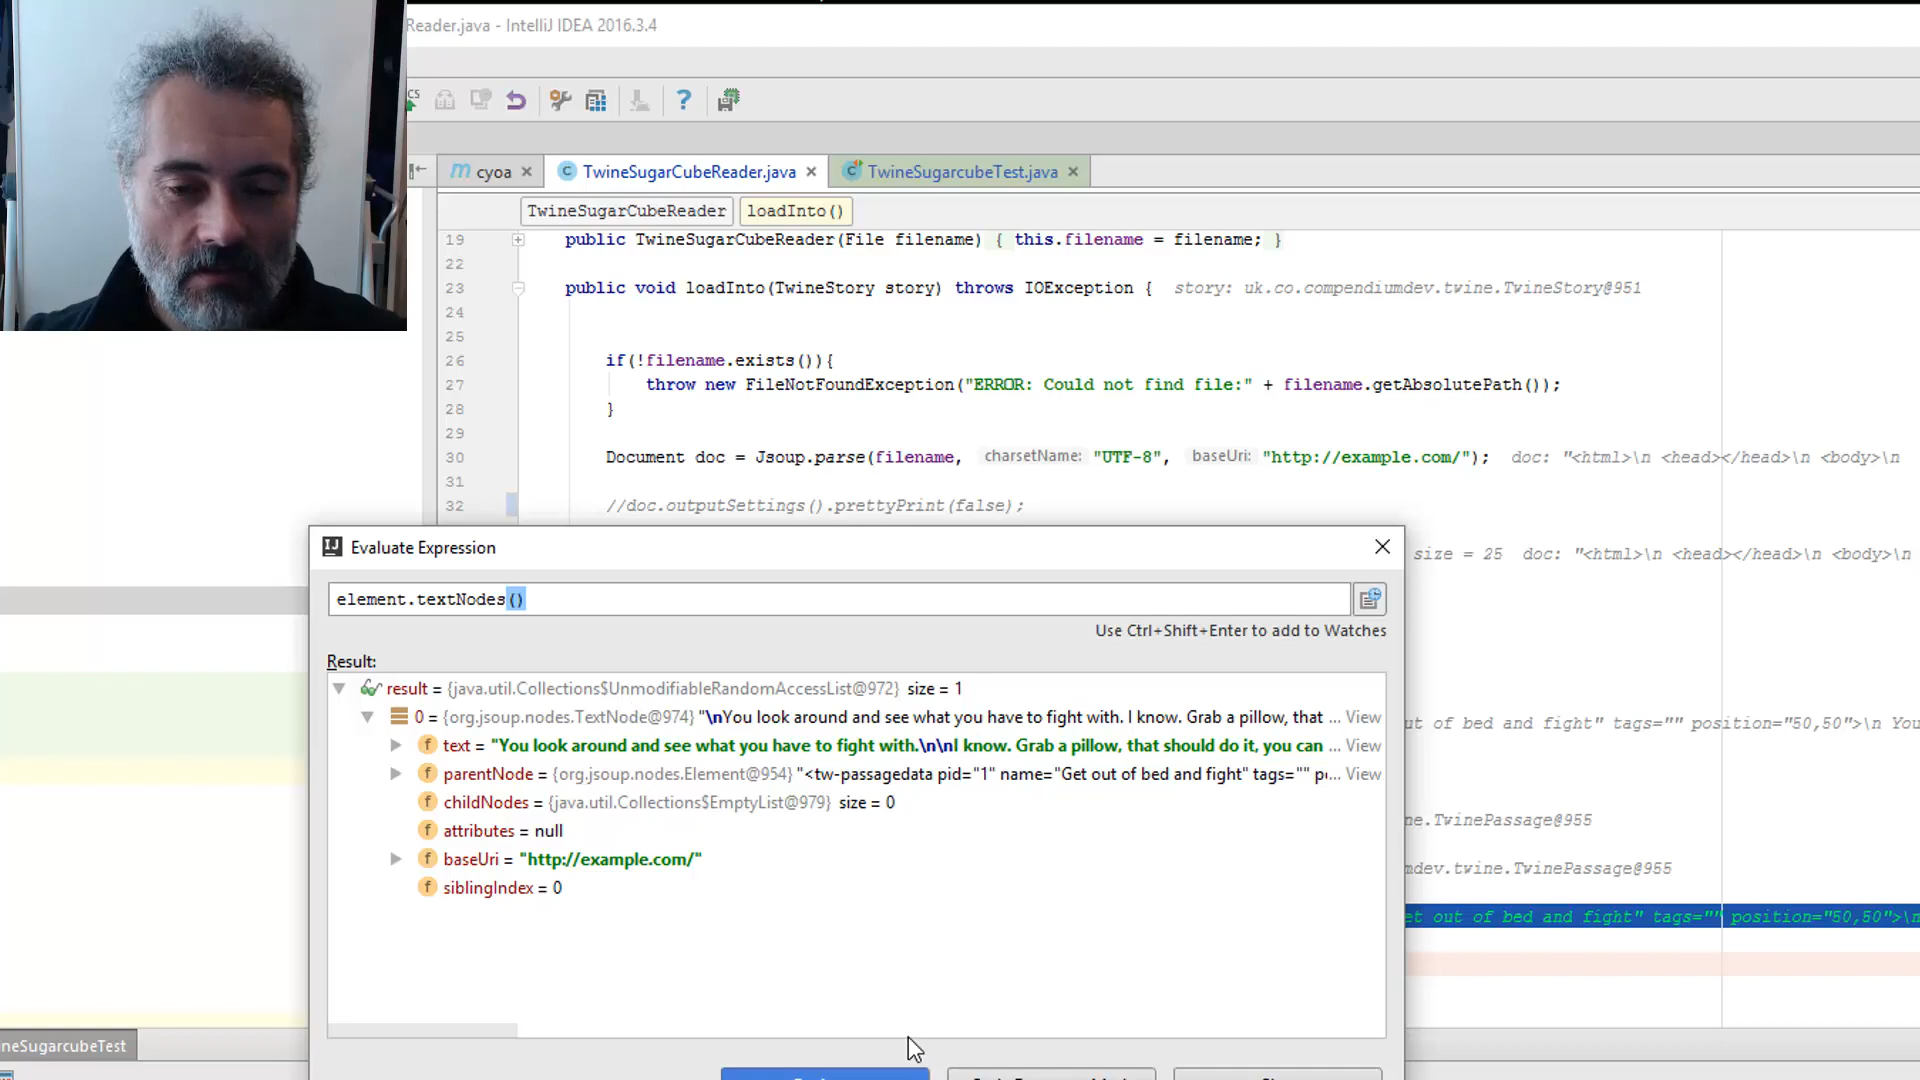 Reader.java - IntelliJ IDEA 2016.3.4
cyoa
TwineSugarCubeReader.java
TwineSugarcubeTest.java
TwineSugarCubeReader
loadInto()
19 public TwineSugarCubeReader(File filename) { this.filename = filename; }
22
23 public void loadInto(TwineStory story) throws IOException { story: uk.co.compendiumdev.twine.TwineStory@951
24
25
26 if(!filename.exists()){
27 throw new FileNotFoundException("ERROR: Could not find file:" + filename.getAbsolutePath());
28 }
29
30 Document doc = Jsoup.parse(filename, charsetName: "UTF-8", baseUri: "http://example.com/"); doc: "<html>\n <head></head>\n <body>\n
31
32 //doc.outputSettings().prettyPrint(false);
Evaluate Expression
size = 25 doc: "<html>\n <head></head>\n <body>\n
element.textNodes()
Use Ctrl+Shift+Enter to add to Watches
Result:
result = {java.util.Collections$UnmodifiableRandomAccessList@972} size = 1
0 = {org.jsoup.nodes.TextNode@974} "\nYou look around and see what you have to fight with. I know. Grab a pillow, that ... View
out of bed and fight" tags="" position="50,50">\n You
text = "You look around and see what you have to fight with.\n\nI know. Grab a pillow, that should do it, you can ... View
parentNode = {org.jsoup.nodes.Element@954} "<tw-passagedata pid="1" name="Get out of bed and fight" tags="" p... View
childNodes = {java.util.Collections$EmptyList@979} size = 0
ne.TwinePassage@955
attributes = null
baseUri = "http://example.com/"
mdev.twine.TwinePassage@955
siblingIndex = 0
et out of bed and fight" tags="" position="50,50">\n
neSugarcubeTest